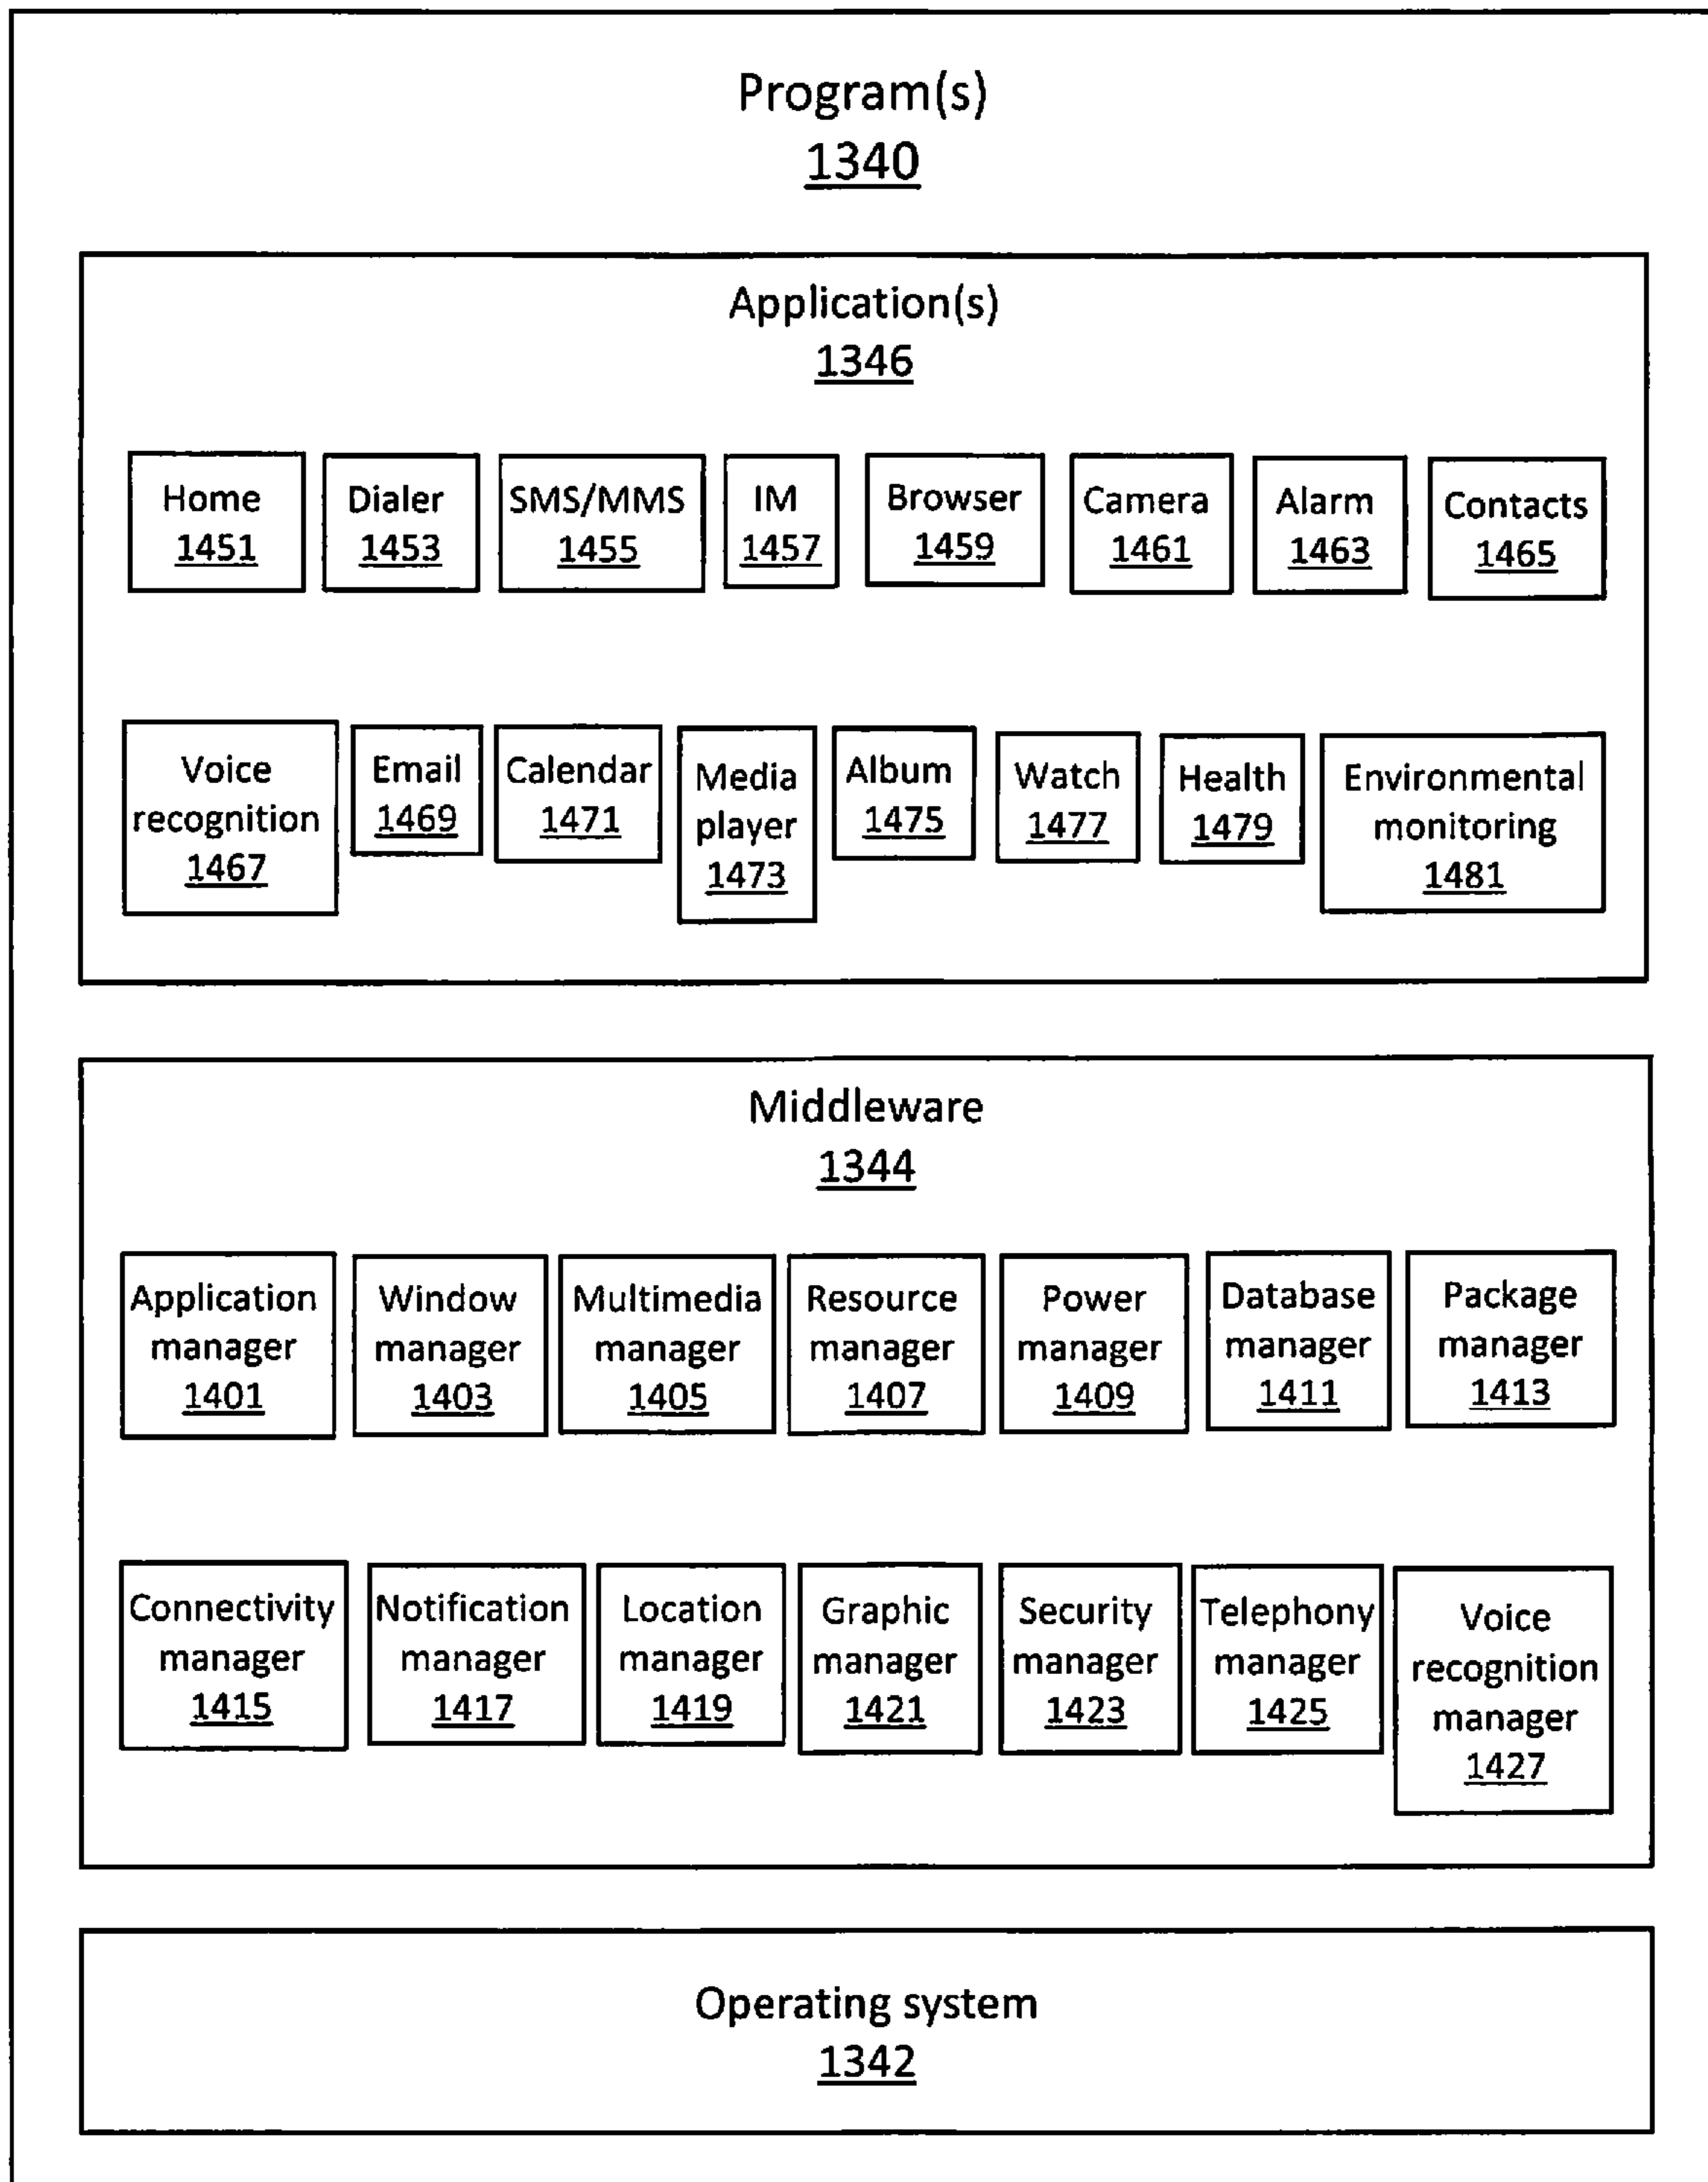 Program(s)
1340
Application(s)
1346
Home
1451
Dialer
1453
SMS/MMS
1455
IM
1457
Browser
1459
Camera
1461
Alarm
1463
Contacts
1465
Voice
recognition
1467
Email
1469
Calendar
1471
Media
player
1473
Album
1475
Watch
1477
Health
1479
Environmental
monitoring
1481
Middleware
1344
Application
manager
1401
Window
manager
1403
Multimedia
manager
1405
Resource
manager
1407
Power
manager
1409
Database
manager
1411
Package
manager
1413
Connectivity
manager
1415
Notification
manager
1417
Location
manager
1419
Graphic
manager
1421
Security
manager
1423
Telephony
manager
1425
Voice
recognition
manager
1427
Operating system
1342